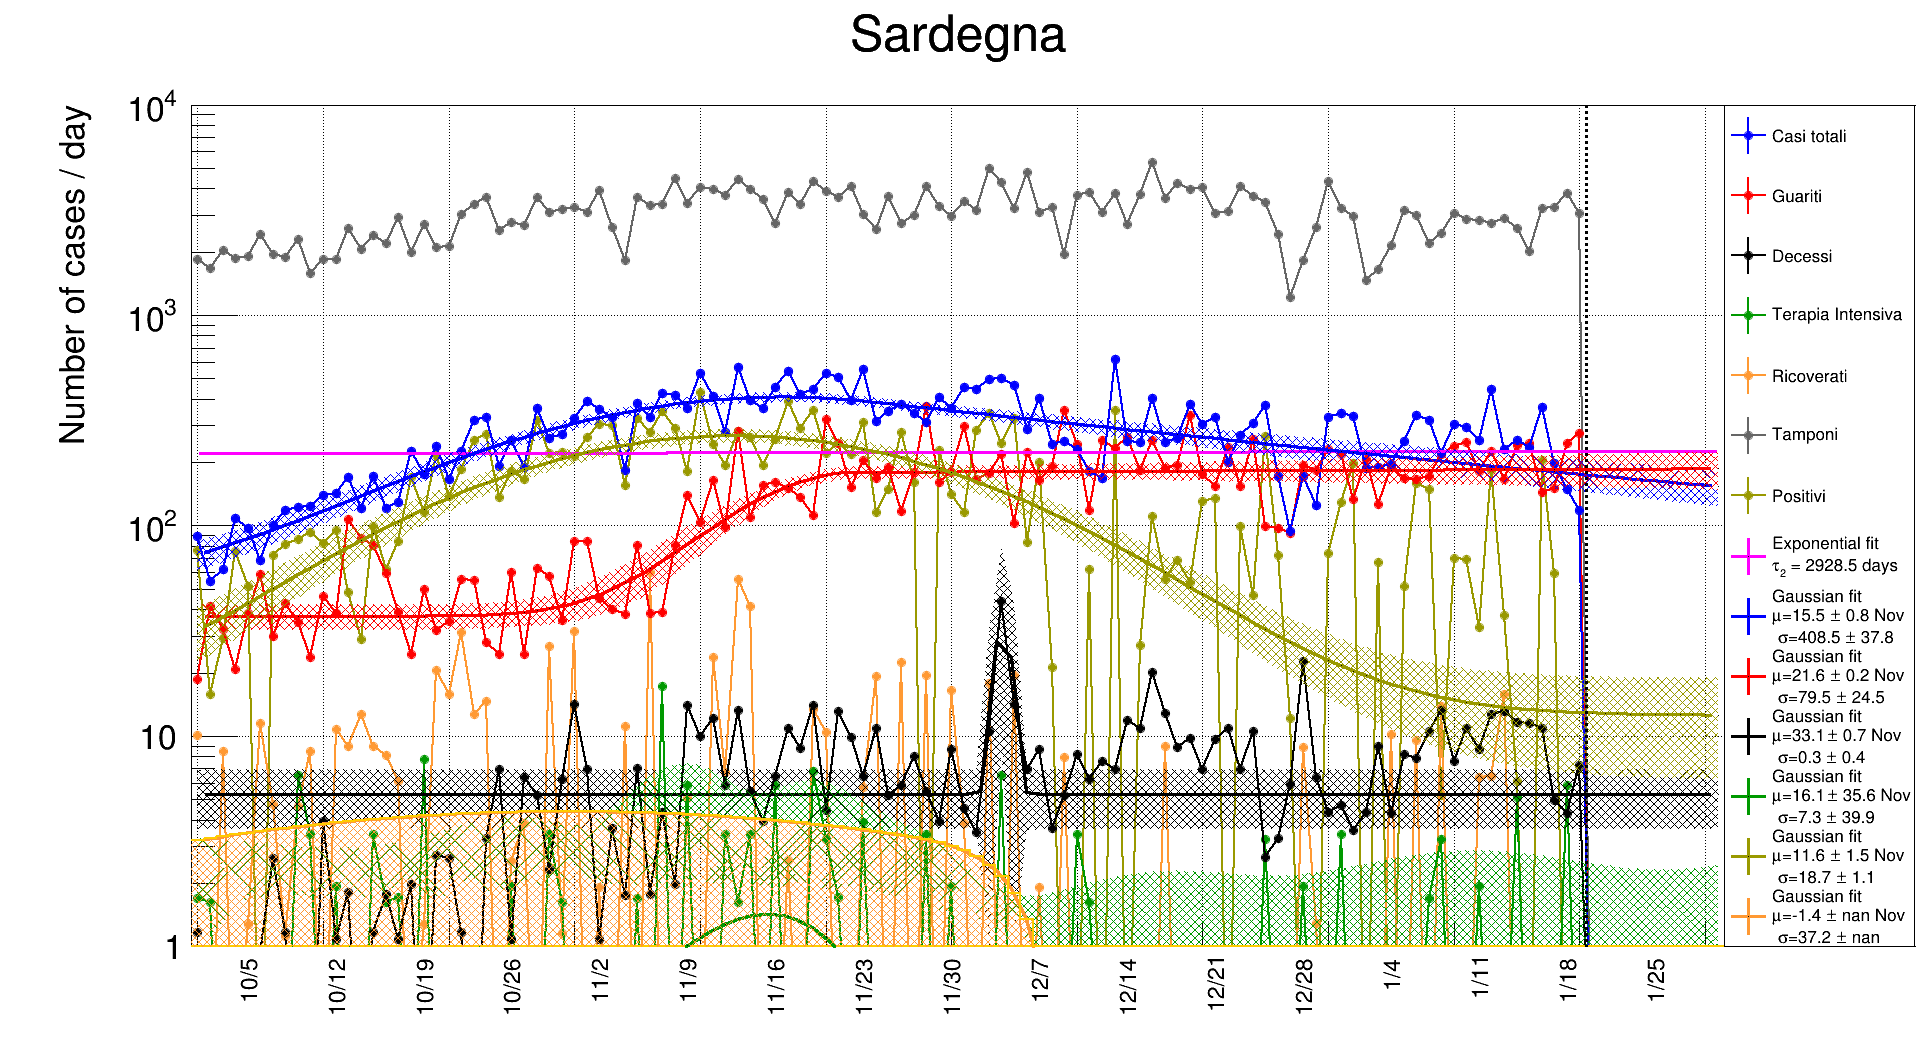 Sardegna
Number of cases / day
10^4
10^3
10^2
10
1
10/5
10/12
10/19
10/26
11/2
11/9
11/16
11/23
11/30
12/7
12/14
12/21
12/28
1/4
1/11
1/18
1/25
Casi totali
Guariti
Decessi
Terapia Intensiva
Ricoverati
Tamponi
Positivi
Exponential fit
τ₂ = 2928.5 days
Gaussian fit
μ=15.5 ± 0.8 Nov
σ=408.5 ± 37.8
Gaussian fit
μ=21.6 ± 0.2 Nov
σ=79.5 ± 24.5
Gaussian fit
μ=33.1 ± 0.7 Nov
σ=0.3 ± 0.4
Gaussian fit
μ=16.1 ± 35.6 Nov
σ=7.3 ± 39.9
Gaussian fit
μ=11.6 ± 1.5 Nov
σ=18.7 ± 1.1
Gaussian fit
μ=-1.4 ± nan Nov
σ=37.2 ± nan